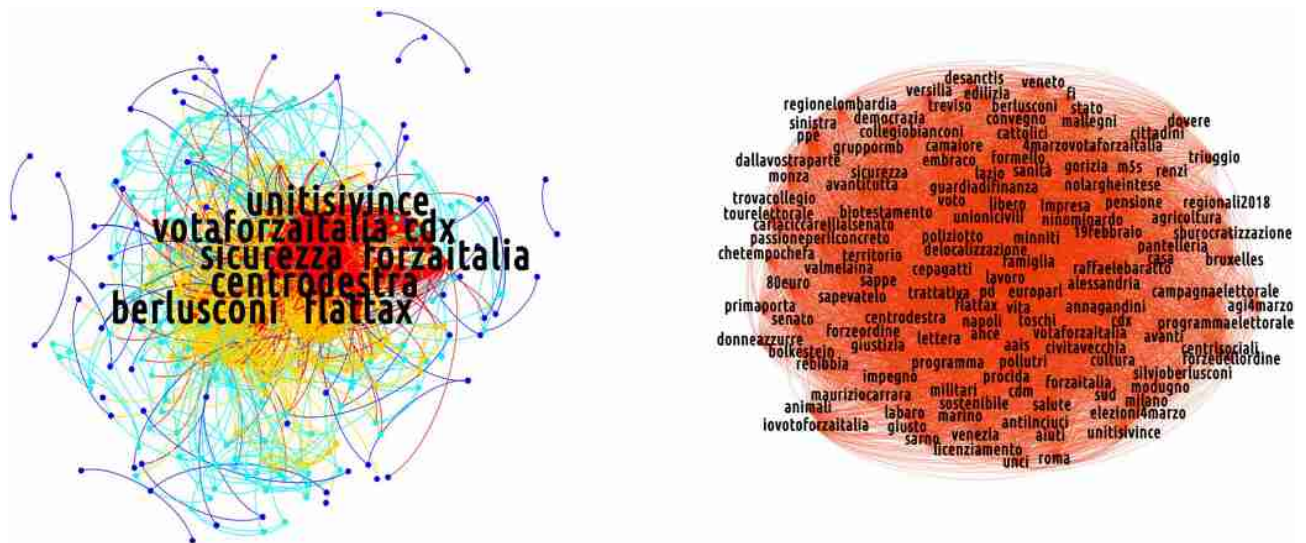 unitisivince
votaforzaitalia cdx
sicurezza forzaitalia
centrodestra
berlusconi flattax
desanctis veneto
versilia edilizia fi
regionelombardia treviso berlusconi stato
sinistra democrazia convegno mallegni dovere
ppe collegiobianconi cattolici cittadini
gruppormb camaiore 4marzovotaforzaitalia
dallavostraparte embraco formello gorizia m5s triuggio
monza sicurezza lazio sanità renzi
avantitutta guardiadifinanza nolargheintese
trovacollegio voto libero impresa pensione regionali2018
tourelettorale biotestamento unionicivili ninomigardo agricoltura
carlaciccarellialsenato 19febbraio sburocratizzazione
passioneperilconcreto poliziotto minniti pantelleria
chetempochefa territorio delocalizzazione casa bruxelles
valmelaina cepagatti famiglia raffaelebaratto
80euro sappe lavoro alessandria
sapevatelo trattativa pd europarl campagnaelettorale
primaporta flattax vita annagandini agi4marzo
senato centrodestra napoli toschi cdx programmaelettorale
donneazzurre forzeordine ance votaforzaitalia avanti
bolkestein giustizia lettera aais civitavecchia centrisociali
rebibbia programma pollutri cultura forzedellordine
impegno procida silvioberlusconi
mauriziocarrara militari cdm forzaitalia sud modugno
animali sostenibile salute milano
labaro marino elezioni4marzo
iovotoforzaitalia giusto antiinciuci
sarno venezia aiuti unitisivince
licenziamento
unci roma